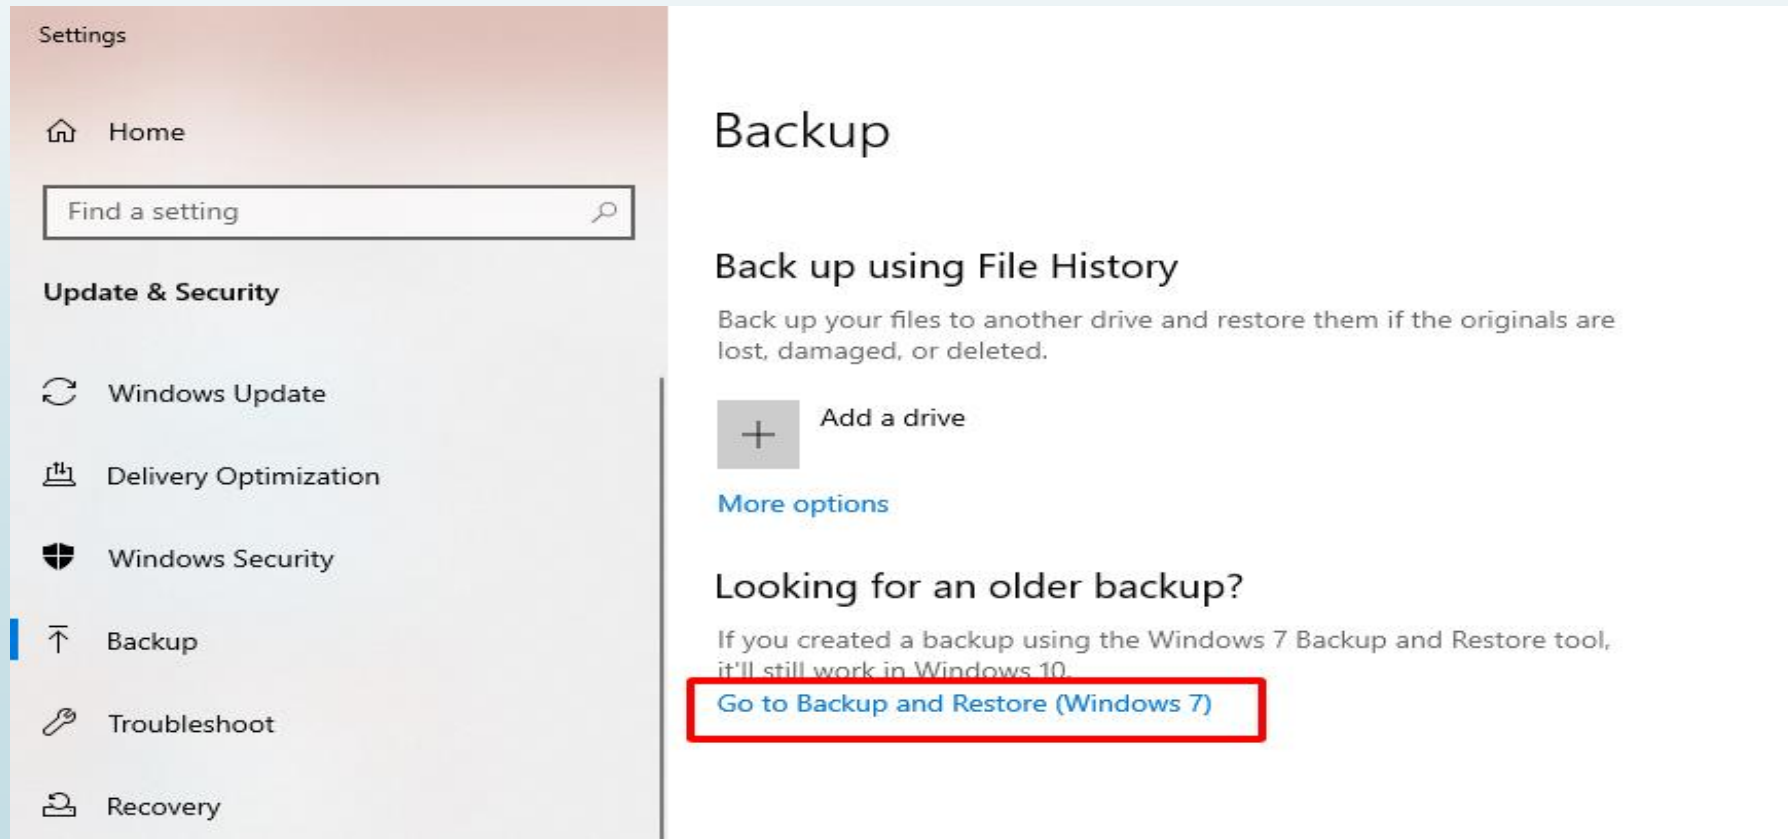 Settings
Home
Find a setting
Update & Security
Windows Update
Delivery Optimization
Windows Security
Backup
Troubleshoot
Recovery
Backup
Back up using File History
Back up your files to another drive and restore them if the originals are
lost, damaged, or deleted.
Add a drive
More options
Looking for an older backup?
If you created a backup using the Windows 7 Backup and Restore tool,
it'll still work in Windows 10.
Go to Backup and Restore (Windows 7)